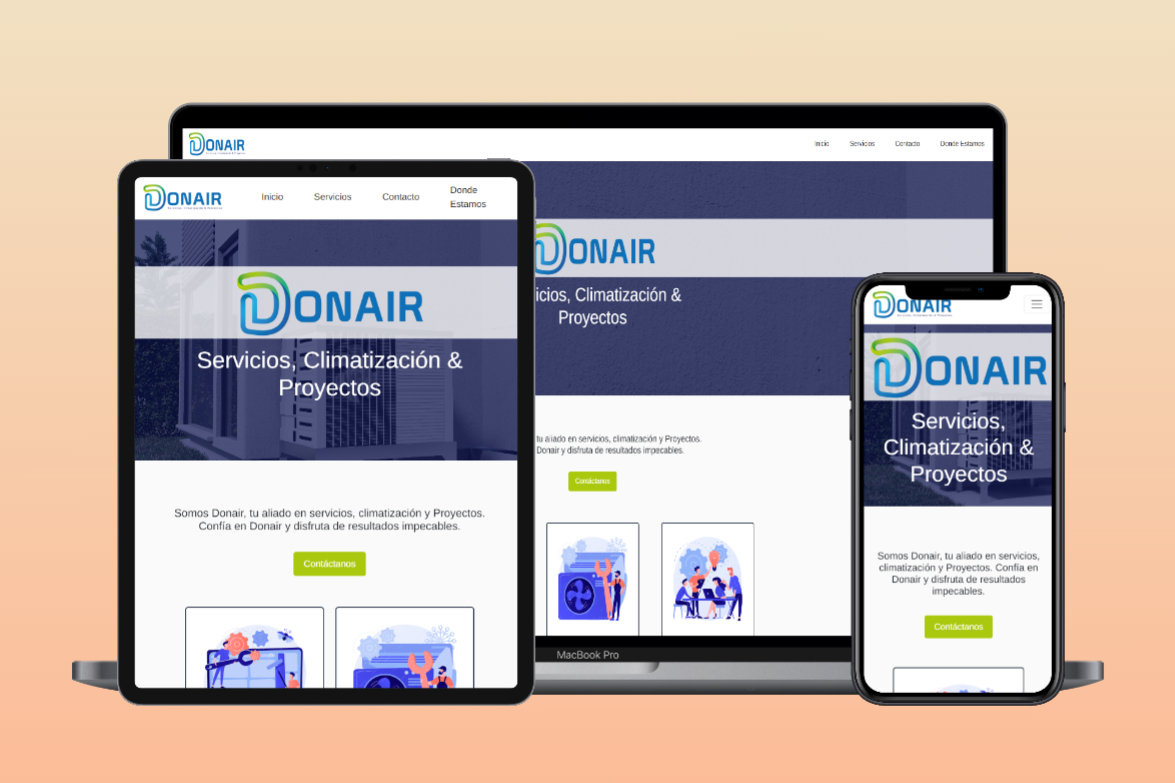 DONAIR
Inicio Servicios Contacto Donde Estamos
DONAIR
icios, Climatización &
Proyectos
tu aliado en servicios, climatización y Proyectos.
Donair y disfruta de resultados impecables.
Contáctanos
MacBook Pro
DONAIR
Inicio Servicios Contacto Donde
Estamos
DONAIR
Servicios, Climatización &
Proyectos
Somos Donair, tu aliado en servicios, climatización y Proyectos.
Confía en Donair y disfruta de resultados impecables.
Contáctanos
DONAIR
DONAIR
Servicios,
Climatización &
Proyectos
Somos Donair, tu aliado en servicios,
climatización y Proyectos. Confía en
Donair y disfruta de resultados
impecables.
Contáctanos